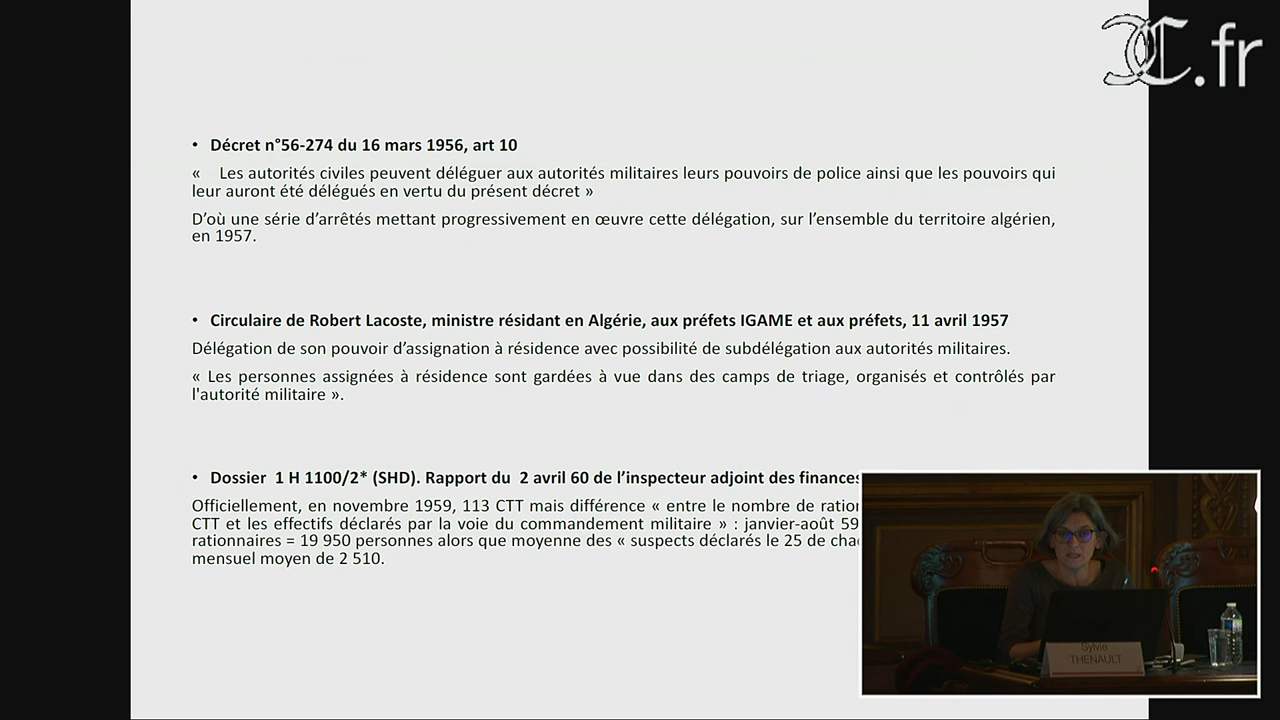 CC.fr
• Décret n°56-274 du 16 mars 1956, art 10
« Les autorités civiles peuvent déléguer aux autorités militaires leurs pouvoirs de police ainsi que les pouvoirs qui
leur auront été délégués en vertu du présent décret »
D'où une série d'arrêtés mettant progressivement en œuvre cette délégation, sur l'ensemble du territoire algérien,
en 1957.
• Circulaire de Robert Lacoste, ministre résidant en Algérie, aux préfets IGAME et aux préfets, 11 avril 1957
Délégation de son pouvoir d'assignation à résidence avec possibilité de subdélégation aux autorités militaires.
« Les personnes assignées à résidence sont gardées à vue dans des camps de triage, organisés et contrôlés par
l'autorité militaire ».
• Dossier 1 H 1100/2* (SHD). Rapport du 2 avril 60 de l'inspecteur adjoint des finances
Officiellement, en novembre 1959, 113 CTT mais différence « entre le nombre de
CTT et les effectifs déclarés par la voie du commandement militaire » : janvier-août 59
rationnaires = 19 950 personnes alors que moyenne des « suspects déclarés le 25 de
mensuel moyen de 2 510.
Sylvie
THENAULT